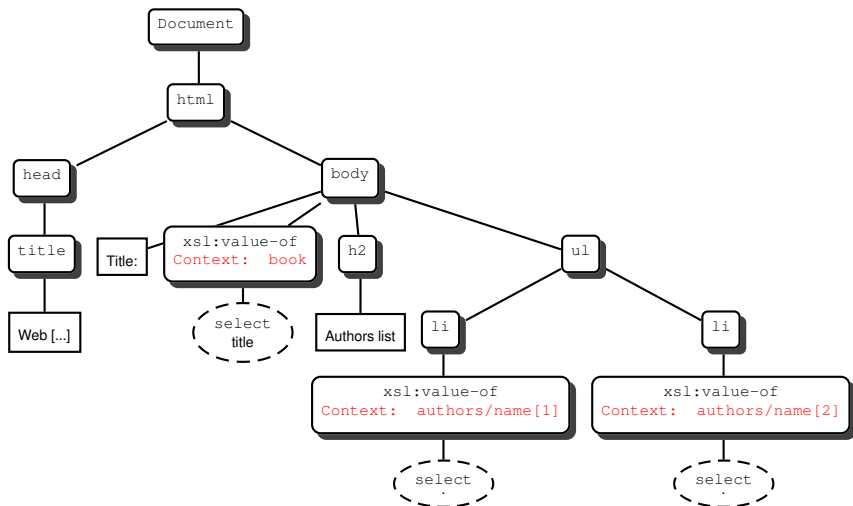 Document
html
head
body
title
Title:
xsl:value-of
Context: book
h2
ul
Web [...]
select
title
Authors list
li
li
xsl:value-of
Context: authors/name[1]
xsl:value-of
Context: authors/name[2]
select
.
select
.